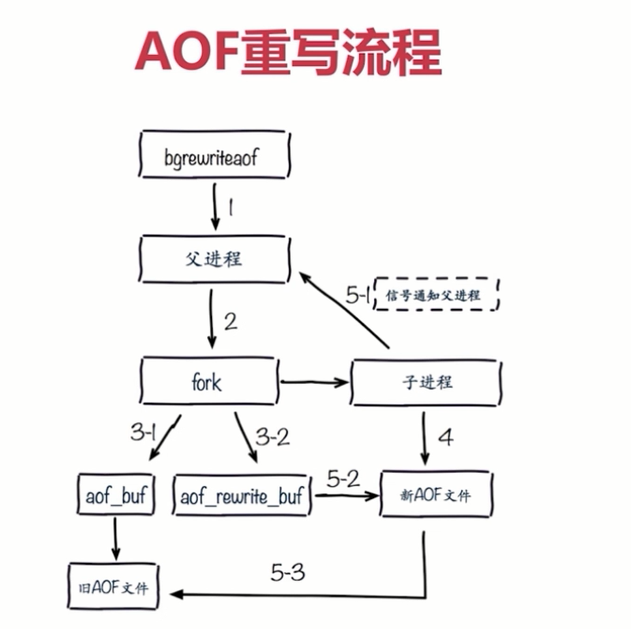 AOF重写流程
bgrewriteaof
1
父进程
5-1
信号通知父进程
2
fork
子进程
3-1
3-2
4
aof_buf
aof_rewrite_buf
5-2
新AOF文件
旧AOF文件
5-3